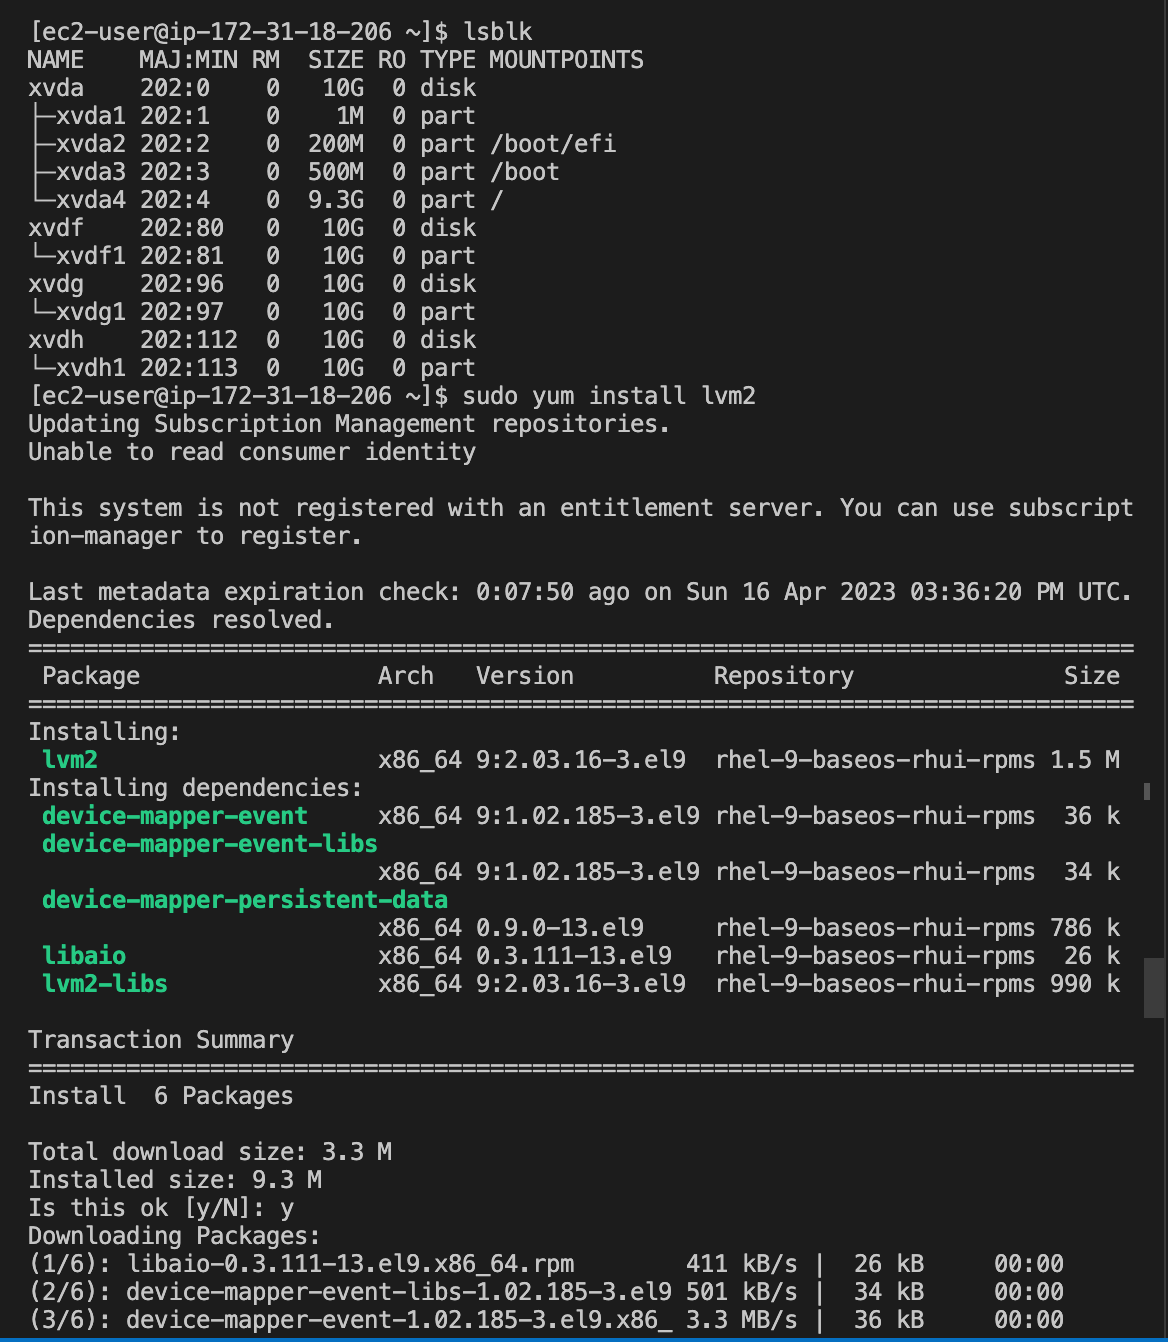 [ec2-user@ip-172-31-18-206 ~]$ lsblk
NAME    MAJ:MIN RM  SIZE RO TYPE MOUNTPOINTS
xvda    202:0    0   10G  0 disk
├─xvda1 202:1    0    1M  0 part
├─xvda2 202:2    0  200M  0 part /boot/efi
├─xvda3 202:3    0  500M  0 part /boot
└─xvda4 202:4    0  9.3G  0 part /
xvdf    202:80   0   10G  0 disk
└─xvdf1 202:81   0   10G  0 part
xvdg    202:96   0   10G  0 disk
└─xvdg1 202:97   0   10G  0 part
xvdh    202:112  0   10G  0 disk
└─xvdh1 202:113  0   10G  0 part
[ec2-user@ip-172-31-18-206 ~]$ sudo yum install lvm2
Updating Subscription Management repositories.
Unable to read consumer identity

This system is not registered with an entitlement server. You can use subscript
ion-manager to register.

Last metadata expiration check: 0:07:50 ago on Sun 16 Apr 2023 03:36:20 PM UTC.
Dependencies resolved.
===============================================================================
 Package                 Arch   Version          Repository               Size
===============================================================================
Installing:
 lvm2                    x86_64 9:2.03.16-3.el9  rhel-9-baseos-rhui-rpms 1.5 M
Installing dependencies:
 device-mapper-event     x86_64 9:1.02.185-3.el9 rhel-9-baseos-rhui-rpms  36 k
 device-mapper-event-libs
                         x86_64 9:1.02.185-3.el9 rhel-9-baseos-rhui-rpms  34 k
 device-mapper-persistent-data
                         x86_64 0.9.0-13.el9     rhel-9-baseos-rhui-rpms 786 k
 libaio                  x86_64 0.3.111-13.el9   rhel-9-baseos-rhui-rpms  26 k
 lvm2-libs               x86_64 9:2.03.16-3.el9  rhel-9-baseos-rhui-rpms 990 k

Transaction Summary
===============================================================================
Install  6 Packages

Total download size: 3.3 M
Installed size: 9.3 M
Is this ok [y/N]: y
Downloading Packages:
(1/6): libaio-0.3.111-13.el9.x86_64.rpm        411 kB/s |  26 kB     00:00
(2/6): device-mapper-event-libs-1.02.185-3.el9 501 kB/s |  34 kB     00:00
(3/6): device-mapper-event-1.02.185-3.el9.x86_ 3.3 MB/s |  36 kB     00:00